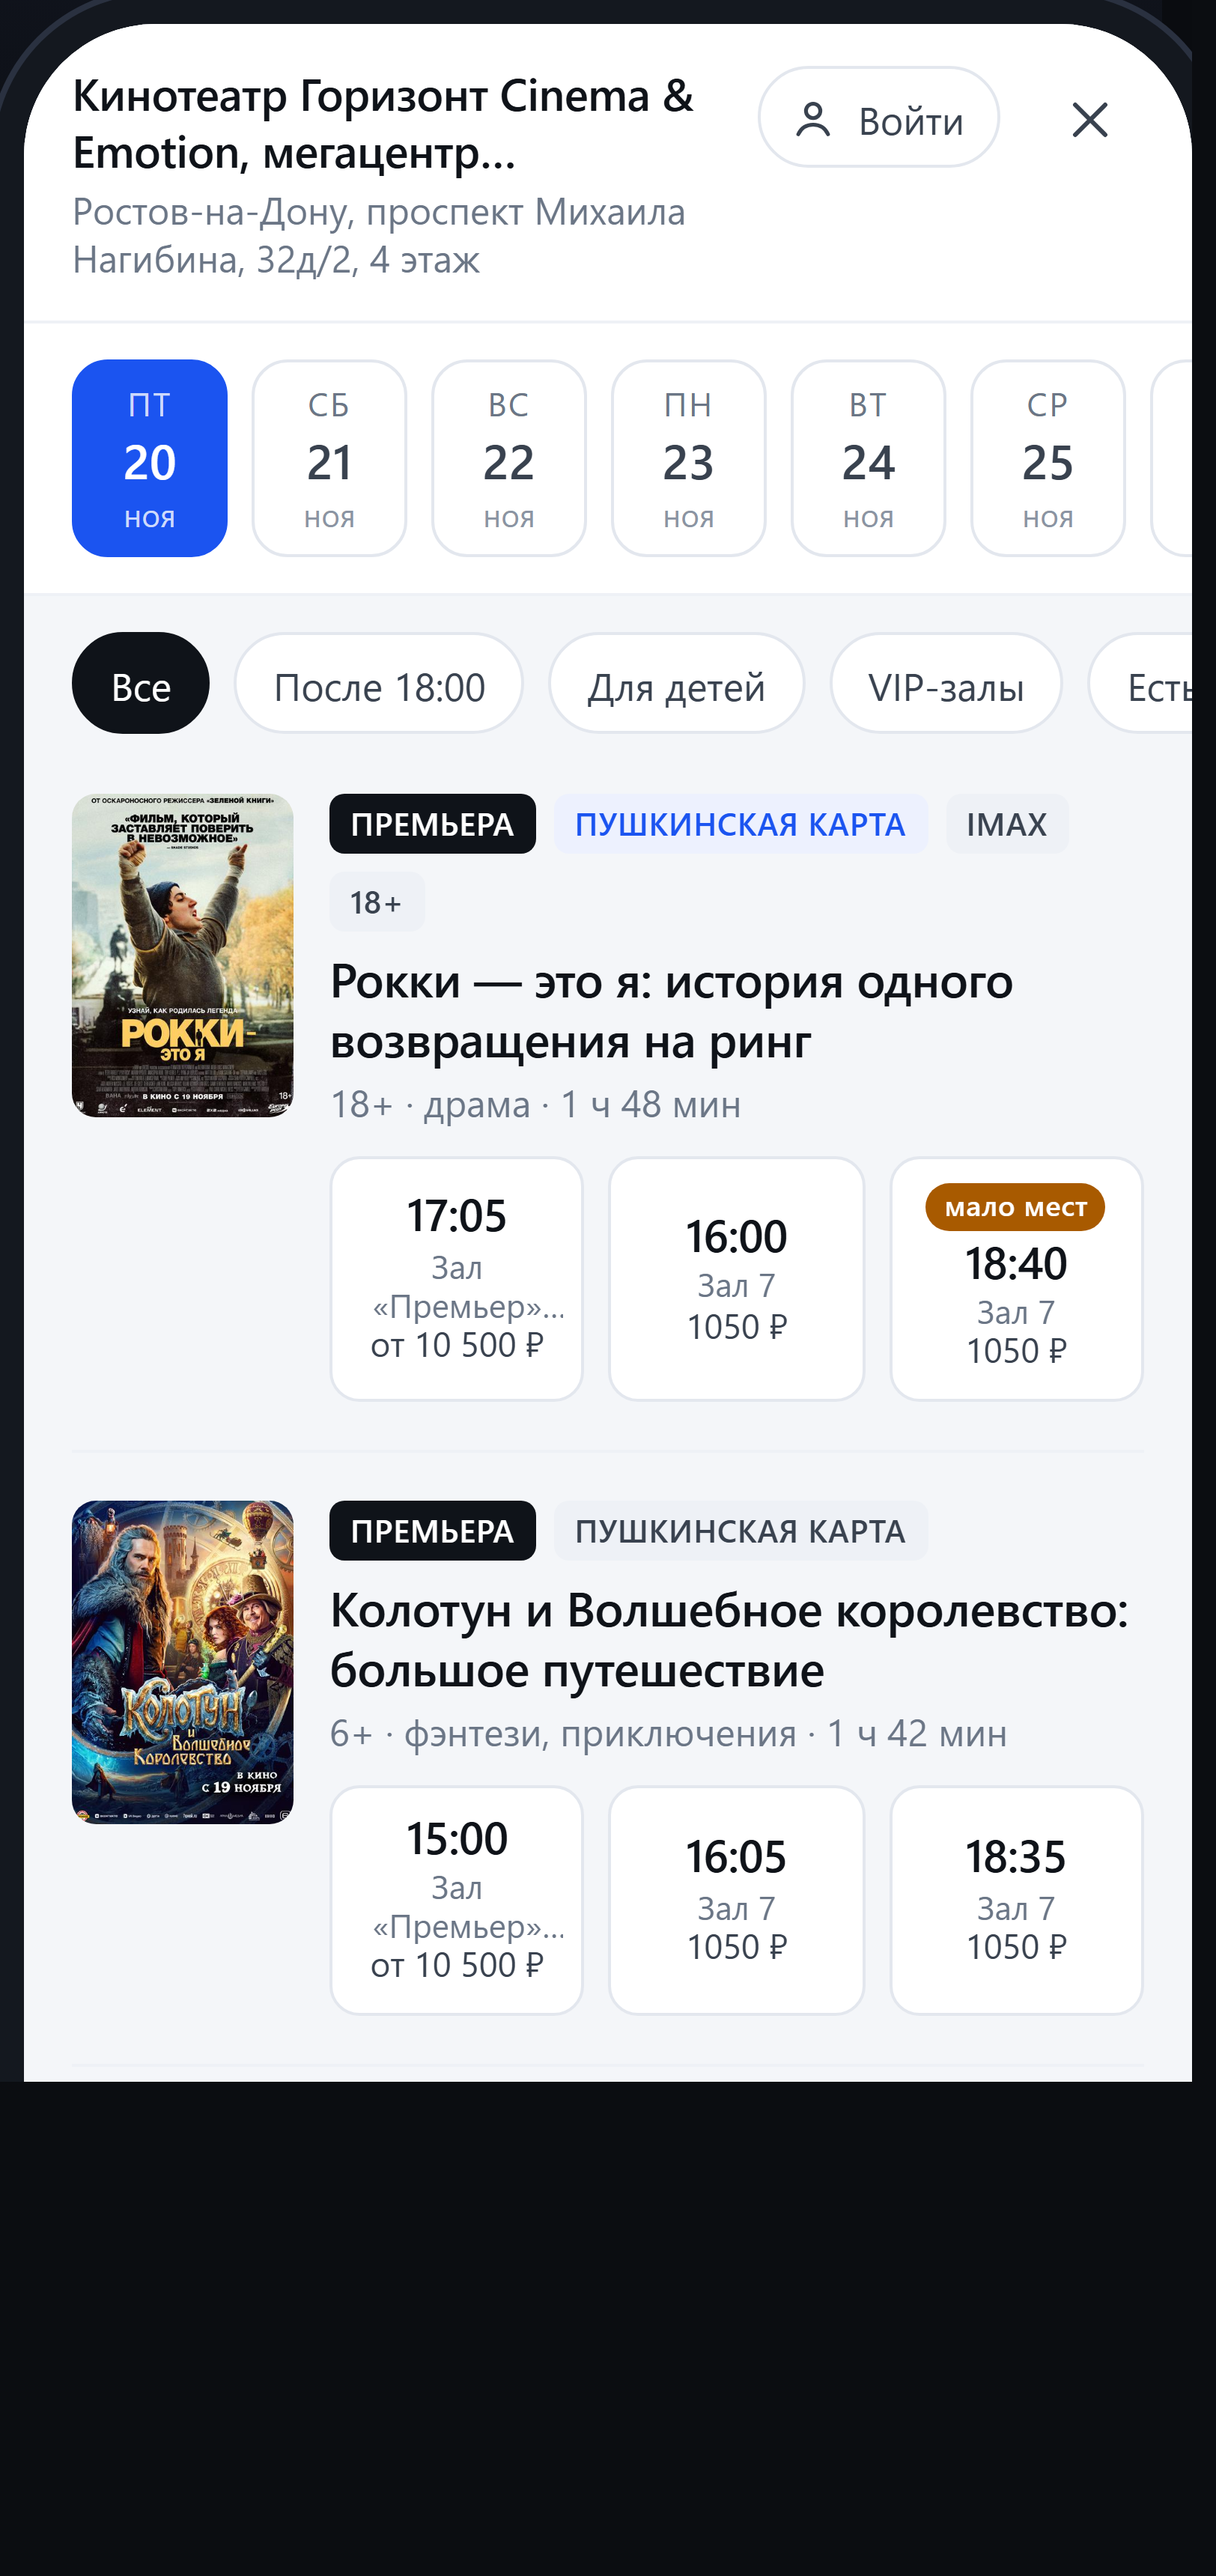 Кинотеатр Горизонт Cinema &
Emotion, мегацентр...
Войти
Ростов-на-Дону, проспект Михаила
Нагибина, 32д/2, 4 этаж
ПТ
20
ноя
СБ
21
ноя
ВС
22
ноя
ПН
23
ноя
ВТ
24
ноя
СР
25
ноя
Все
После 18:00
Для детей
VIP-залы
Есть
ОТ ОСКАРОНОСНОГО РЕЖИССЕРА «ЗЕЛЕНОЙ КНИГИ»
«ФИЛЬМ, КОТОРЫЙ
ЗАСТАВЛЯЕТ ПОВЕРИТЬ
В НЕВОЗМОЖНОЕ»
УЗНАЙ, КАК РОДИЛАСЬ ЛЕГЕНДА
РОККИ-
ЭТО Я
В КИНО С 19 НОЯБРЯ
18+
ПРЕМЬЕРА
ПУШКИНСКАЯ КАРТА
IMAX
18+
Рокки — это я: история одного
возвращения на ринг
18+ · драма · 1 ч 48 мин
17:05
Зал
«Премьер»...
от 10 500 ₽
16:00
Зал 7
1050 ₽
мало мест
18:40
Зал 7
1050 ₽
КОЛОТУН
И
ВОЛШЕБНОЕ
КОРОЛЕВСТВО
В КИНО
С 19 НОЯБРЯ
ПРЕМЬЕРА
ПУШКИНСКАЯ КАРТА
Колотун и Волшебное королевство:
большое путешествие
6+ · фэнтези, приключения · 1 ч 42 мин
15:00
Зал
«Премьер»...
от 10 500 ₽
16:05
Зал 7
1050 ₽
18:35
Зал 7
1050 ₽